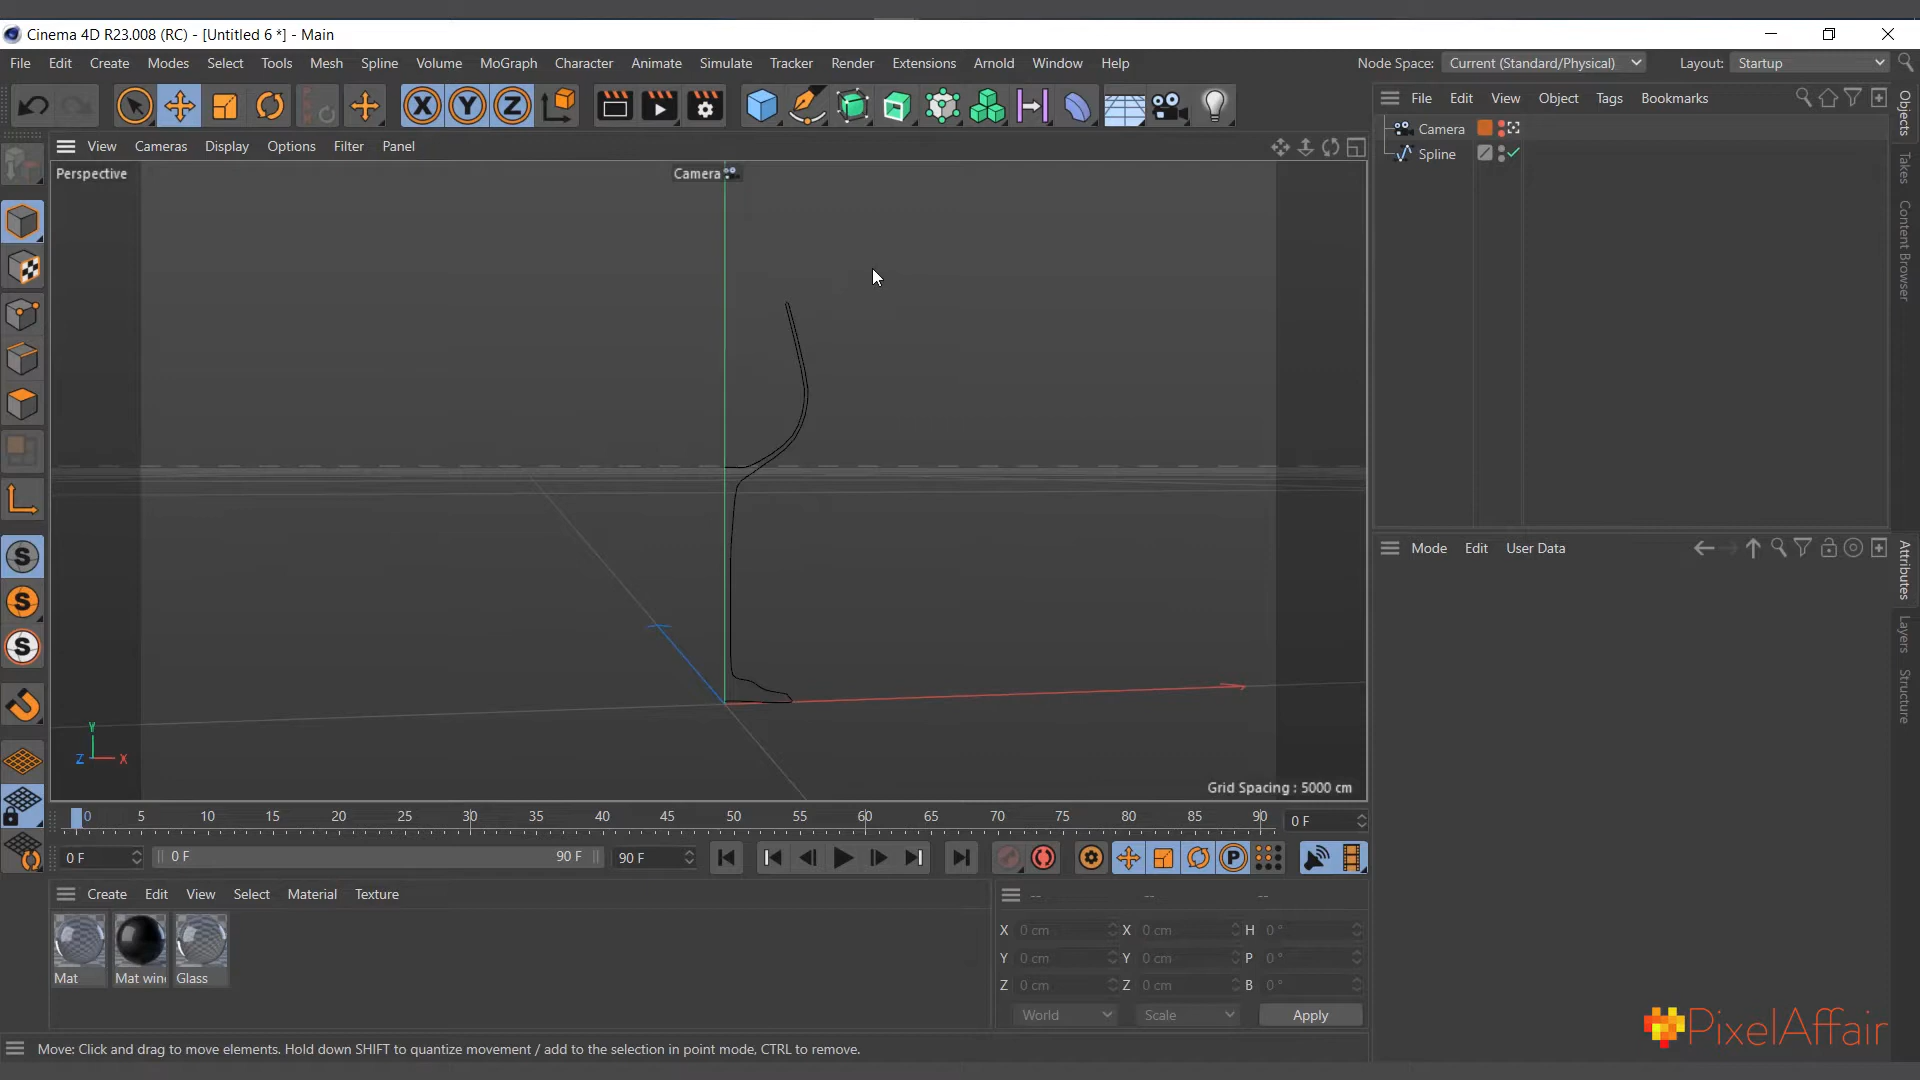 Cinema 4D R23.008 (RC) - [Untitled 6 *] - Main
File Edit Create Modes Select Tools Mesh Spline Volume MoGraph Character Animate Simulate Tracker Render Extensions Arnold Window Help
Node Space: Current (Standard/Physical) Layout: Startup
X Y Z
File Edit View Object Tags Bookmarks
Objects
Takes
Content Browser
Camera
Spline
View Cameras Display Options Filter Panel
Perspective
Camera
Mode Edit User Data
Attributes
Layers
Structure
S
S
S
Y
Z X
Grid Spacing : 5000 cm
0 5 10 15 20 25 30 35 40 45 50 55 60 65 70 75 80 85 90 0 F
0 F 0 F 90 F 90 F P
Create Edit View Select Material Texture
-- -- --
X 0 cm X 0 cm H 0 °
Y 0 cm Y 0 cm P 0 °
Z 0 cm Z 0 cm B 0 °
World Scale Apply
Mat Mat win Glass
PixelAffair
Move: Click and drag to move elements. Hold down SHIFT to quantize movement / add to the selection in point mode, CTRL to remove.